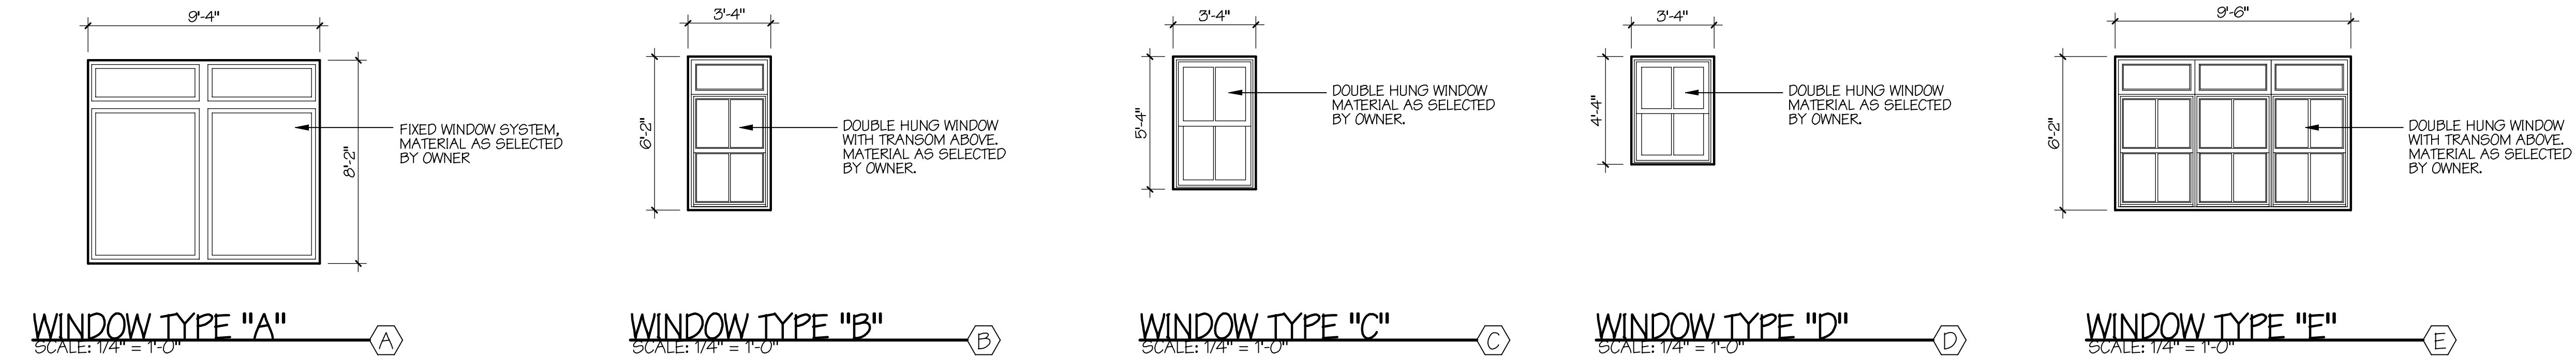 9'-4"
8'-2"
FIXED WINDOW SYSTEM,
MATERIAL AS SELECTED
BY OWNER
WINDOW TYPE "A"
SCALE: 1/4" = 1'-0"
A
3'-4"
6'-2"
DOUBLE HUNG WINDOW
WITH TRANSOM ABOVE.
MATERIAL AS SELECTED
BY OWNER.
WINDOW TYPE "B"
SCALE: 1/4" = 1'-0"
B
3'-4"
5'-4"
DOUBLE HUNG WINDOW
MATERIAL AS SELECTED
BY OWNER.
WINDOW TYPE "C"
SCALE: 1/4" = 1'-0"
C
3'-4"
4'-4"
DOUBLE HUNG WINDOW
MATERIAL AS SELECTED
BY OWNER.
WINDOW TYPE "D"
SCALE: 1/4" = 1'-0"
D
9'-6"
6'-2"
DOUBLE HUNG WINDOW
WITH TRANSOM ABOVE.
MATERIAL AS SELECTED
BY OWNER.
WINDOW TYPE "E"
SCALE: 1/4" = 1'-0"
E